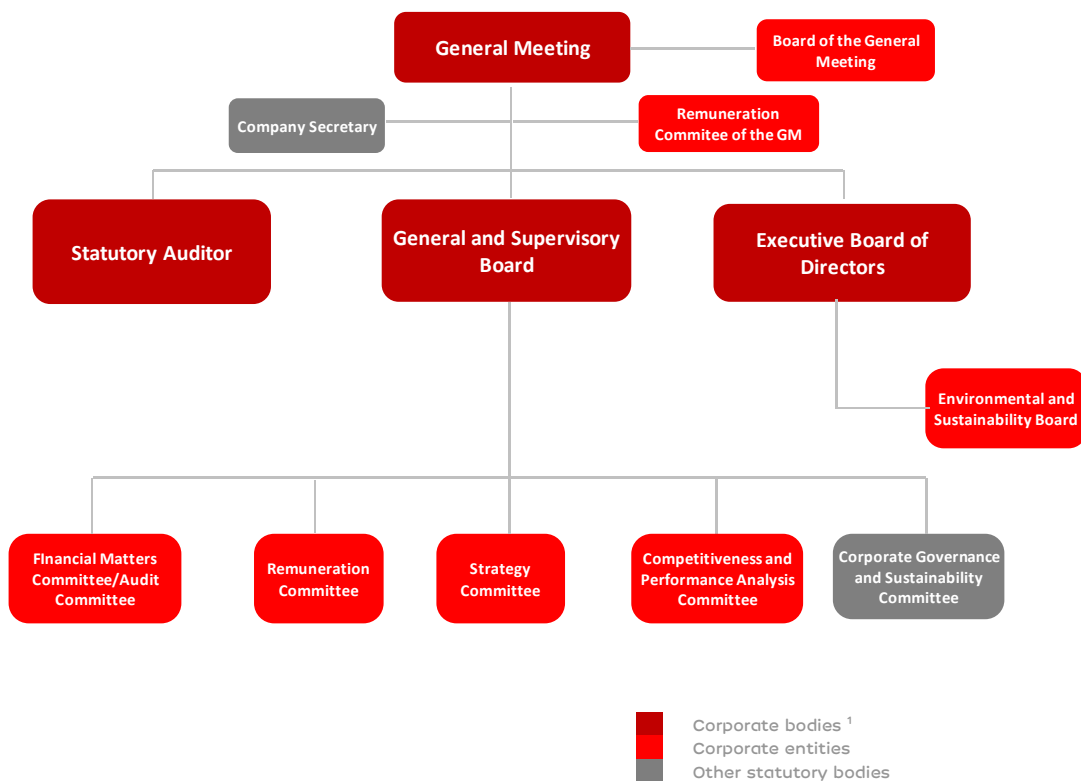 General Meeting
Board of the General
Meeting
Company Secretary
Remuneration
Commitee of the GM
Statutory Auditor
General and Supervisory
Board
Executive Board of
Directors
Environmental and
Sustainability Board
FInancial Matters
Committee/Audit
Committee
Remuneration
Committee
Strategy
Committee
Competitiveness and
Performance Analysis
Committee
Corporate Governance
and Sustainability
Committee
Corporate bodies ¹
Corporate entities
Other statutory bodies